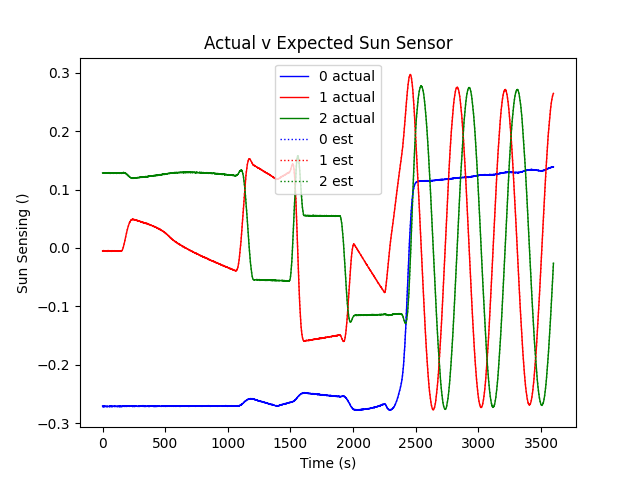 Actual v Expected Sun Sensor
0 actual
1 actual
2 actual
0 est
1 est
2 est
0.3
0.2
0.1
0.0
−0.1
−0.2
−0.3
Sun Sensing ()
0 500 1000 1500 2000 2500 3000 3500
Time (s)